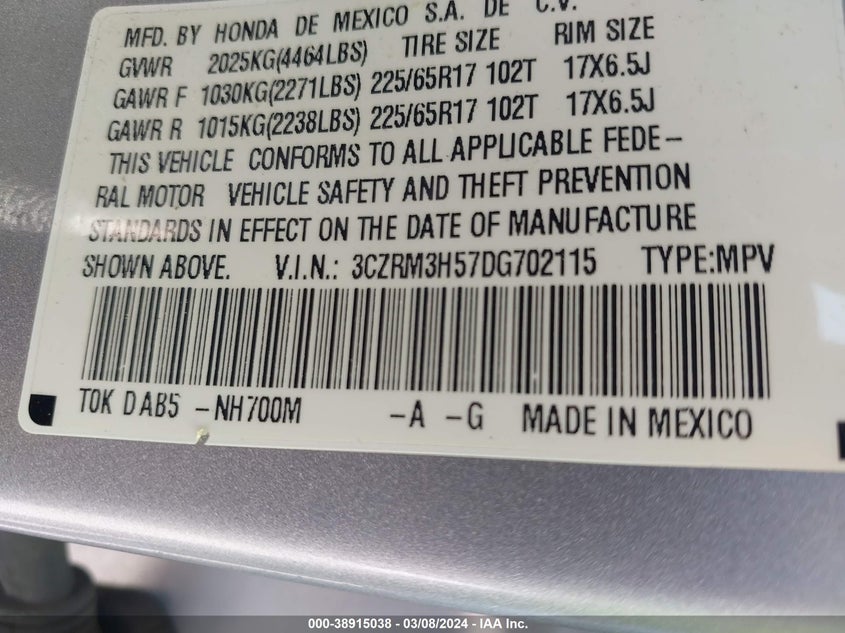 MFD. BY HONDA DE MEXICO S.A. DE C.V.
GVWR 2025KG(4464LBS) TIRE SIZE RIM SIZE
GAWR F 1030KG(2271LBS) 225/65R17 102T 17X6.5J
GAWR R 1015KG(2238LBS) 225/65R17 102T 17X6.5J
THIS VEHICLE CONFORMS TO ALL APPLICABLE FEDE-
RAL MOTOR VEHICLE SAFETY AND THEFT PREVENTION
STANDARDS IN EFFECT ON THE DATE OF MANUFACTURE
SHOWN ABOVE. V.I.N.: 3CZRM3H57DG702115 TYPE:MPV
T0K DAB5 -NH700M -A -G MADE IN MEXICO
000-38915038 - 03/08/2024 - IAA Inc.